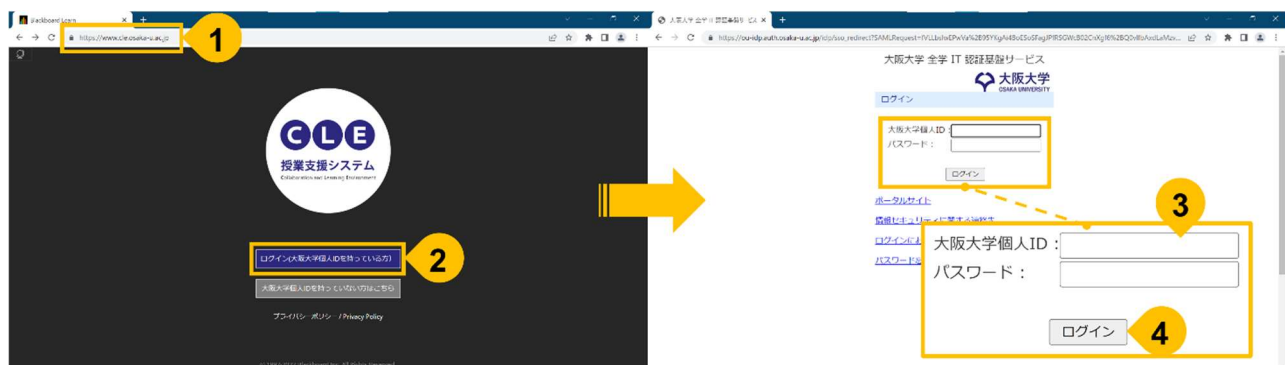 Blackboard Learn
https://www.cle.osaka-u.ac.jp
1
CLE
授業支援システム
Collaboration and Learning Environment
ログイン(大阪大学個人IDを持っている方)
2
大阪大学個人IDを持っていない方はこちら
プライバシーポリシー / Privacy Policy
大阪大学 全学 IT 認証基盤サービス
大阪大学
OSAKA UNIVERSITY
ログイン
大阪大学個人ID：
パスワード：
ログイン
ポータルサイト
3
大阪大学個人ID：
パスワード：
ログイン
4